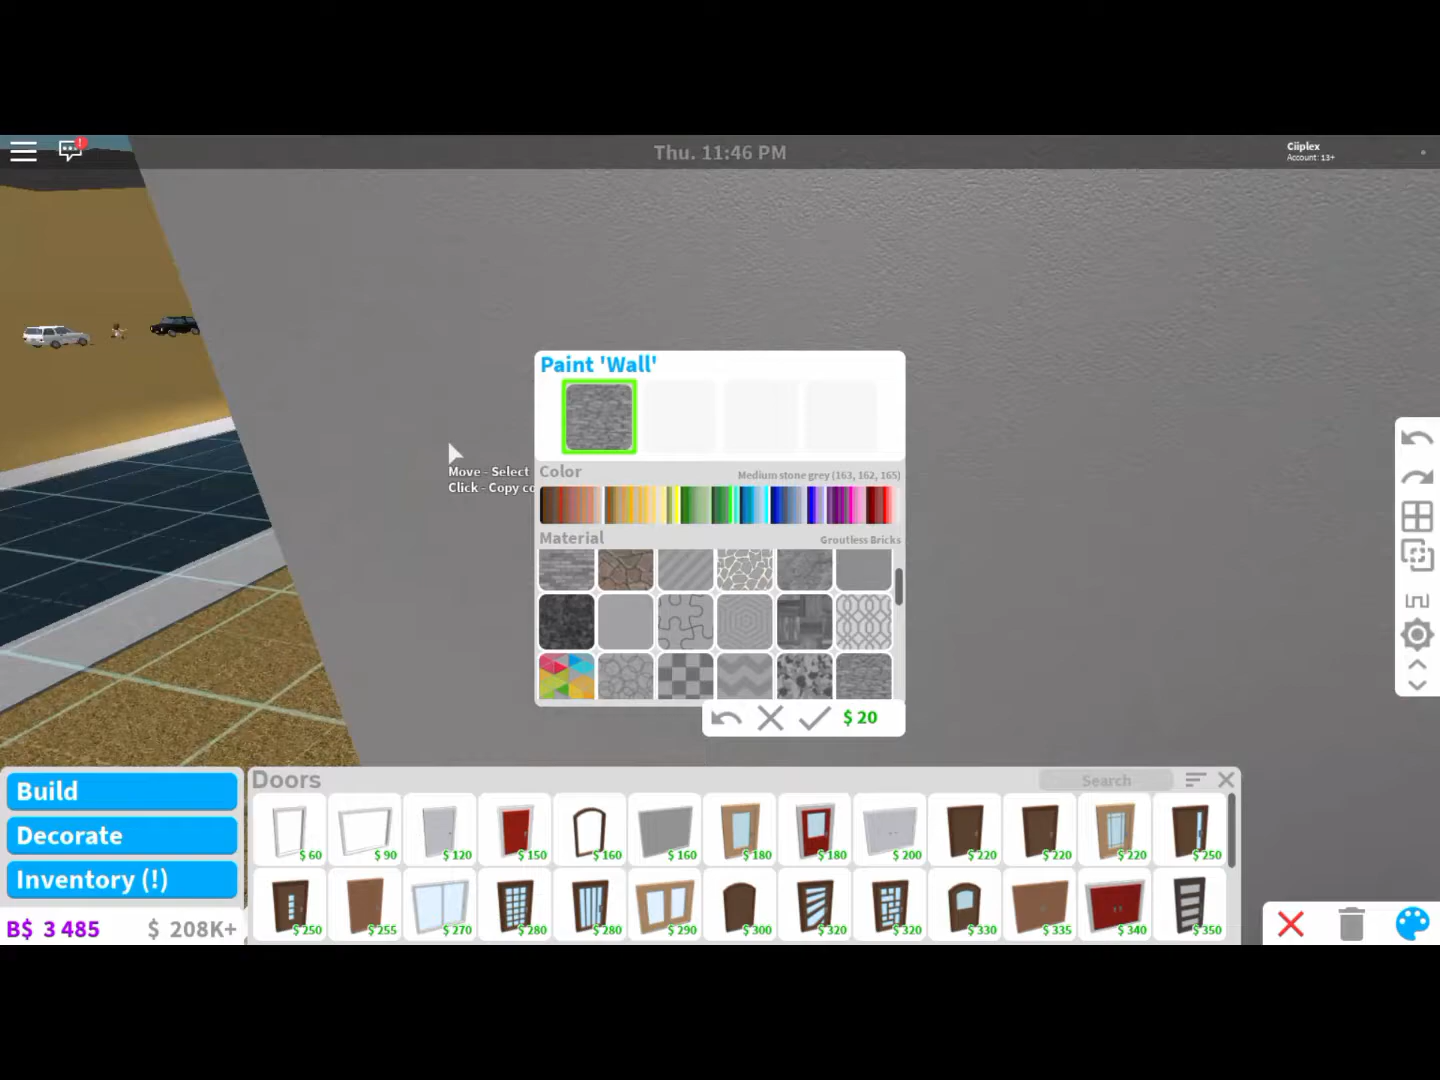 Thu. 11:46 PM
Ciiplex
Account: 13+
Paint 'Wall'
Move - Select
Click - Copy co
Color
Medium stone grey (163, 162, 165)
Material
Groutless Bricks
$ 20
Build
Decorate
Inventory (!)
B$ 3 485
$ 208K+
Doors
Search
$ 60
$ 90
$ 120
$ 150
$ 160
$ 160
$ 180
$ 180
$ 200
$ 220
$ 220
$ 220
$ 250
$ 250
$ 255
$ 270
$ 280
$ 280
$ 290
$ 300
$ 320
$ 320
$ 330
$ 335
$ 340
$ 350